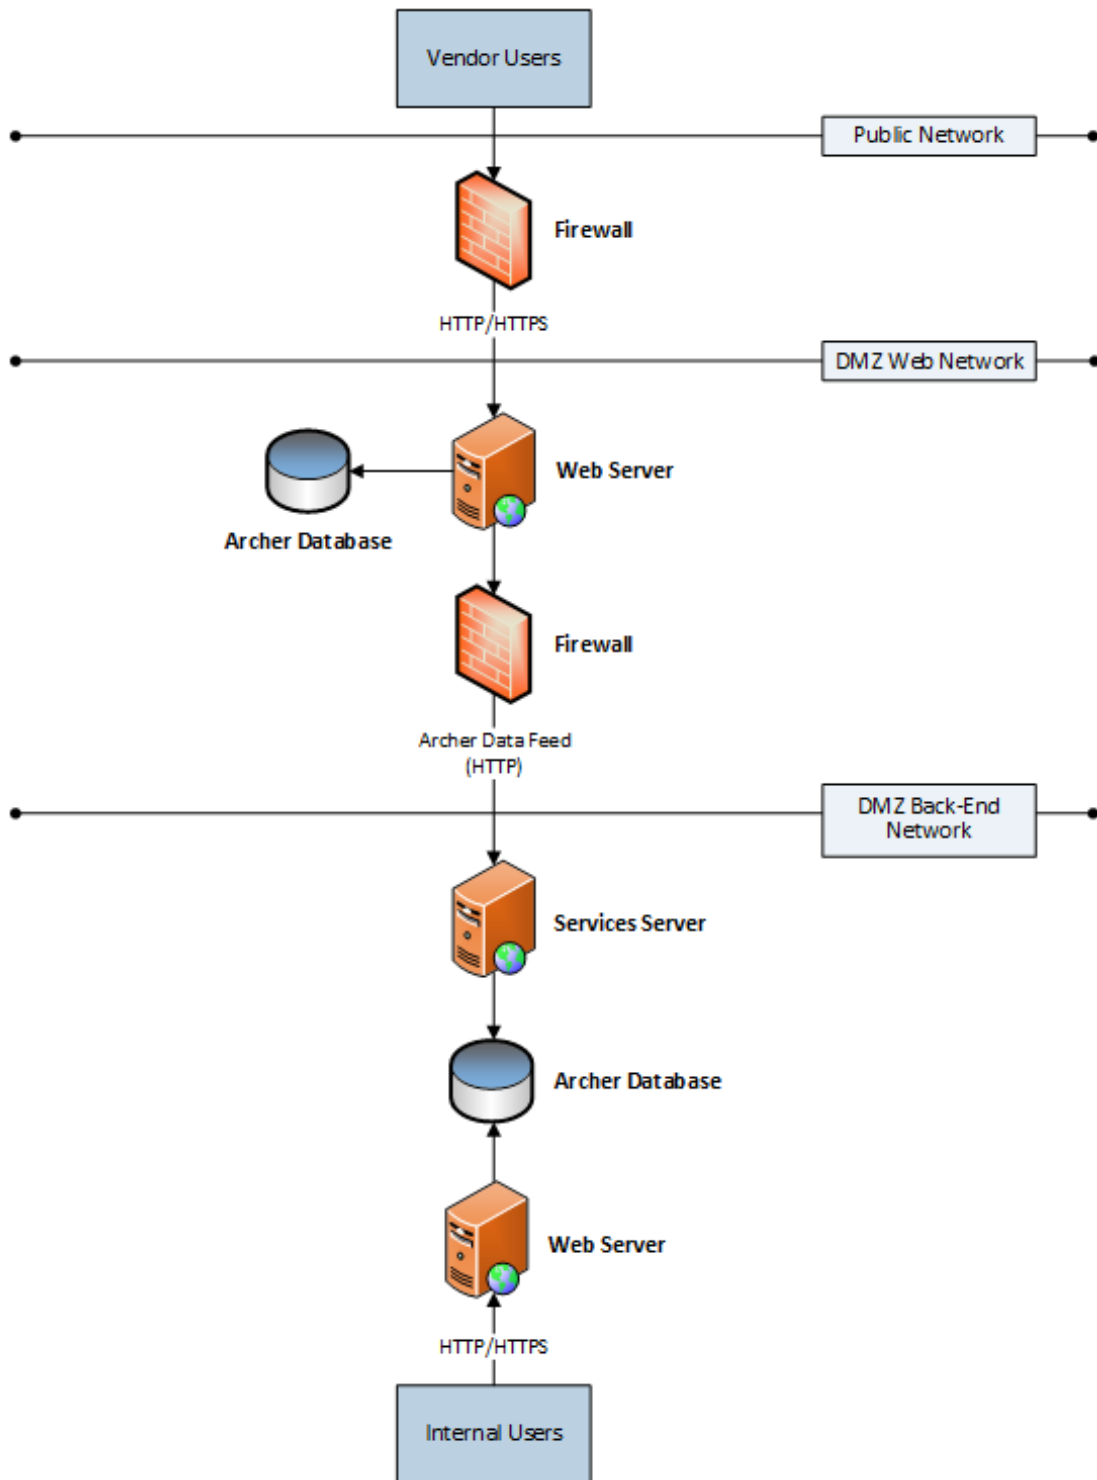 Vendor Users
Public Network
Firewall
HTTP/HTTPS
DMZ Web Network
Web Server
Archer Database
Firewall
Archer Data Feed
(HTTP)
DMZ Back-End
Network
Services Server
Archer Database
Web Server
HTTP/HTTPS
Internal Users